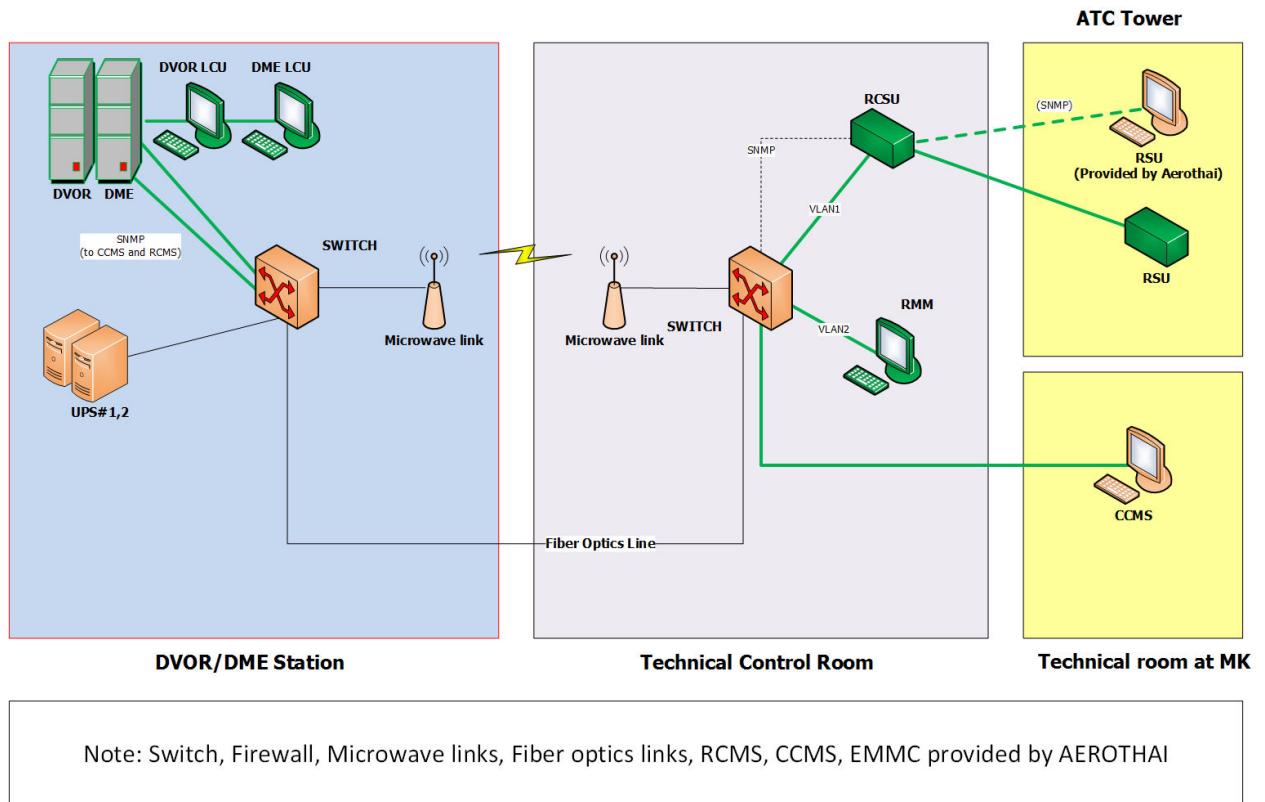 ATC Tower
DVOR LCU
DME LCU
DVOR
DME
SNMP
(to CCMS and RCMS)
SWITCH
Microwave link
UPS#1,2
Fiber Optics Line
Microwave link
SWITCH
SNMP
RCSU
VLAN1
VLAN2
RMM
(SNMP)
RSU
(Provided by Aerothai)
RSU
CCMS
DVOR/DME Station
Technical Control Room
Technical room at MK
Note: Switch, Firewall, Microwave links, Fiber optics links, RCMS, CCMS, EMMC provided by AEROTHAI